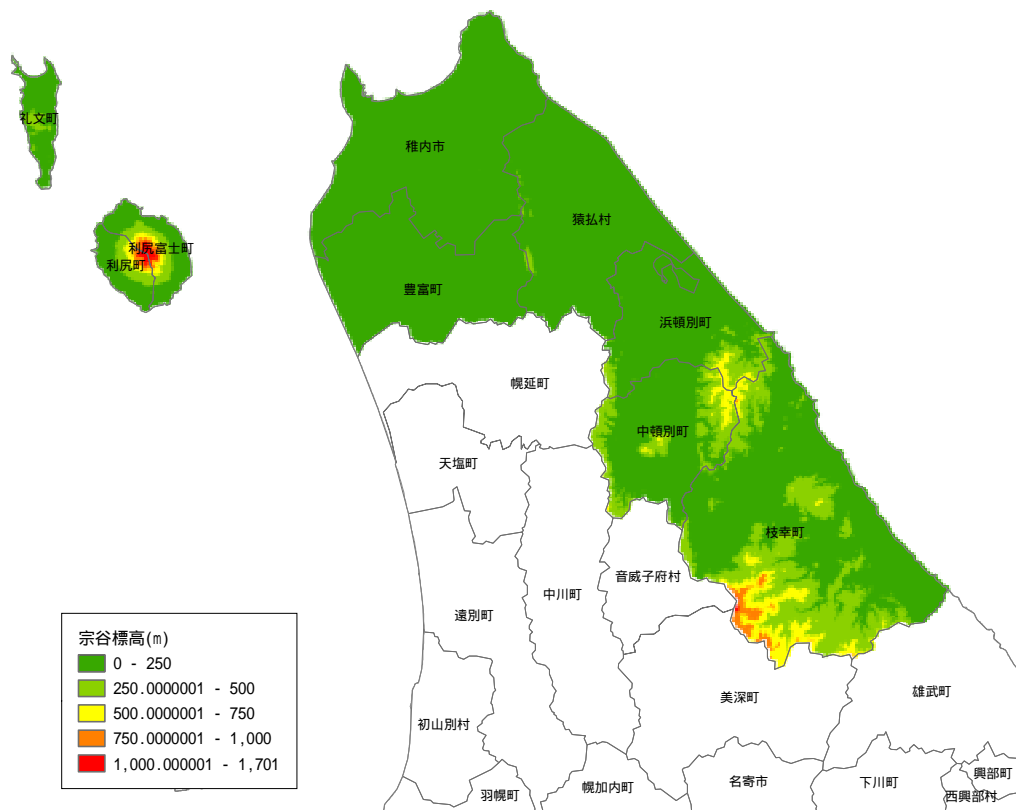 礼文町
稚内市
猿払村
利尻富士町
利尻町
豊富町
浜頓別町
幌延町
中頓別町
天塩町
枝幸町
音威子府村
中川町
遠別町
美深町
雄武町
初山別村
羽幌町
幌加内町
名寄市
下川町
興部町
西興部村
宗谷標高(m)
0 - 250
250.0000001 - 500
500.0000001 - 750
750.0000001 - 1,000
1,000.000001 - 1,701